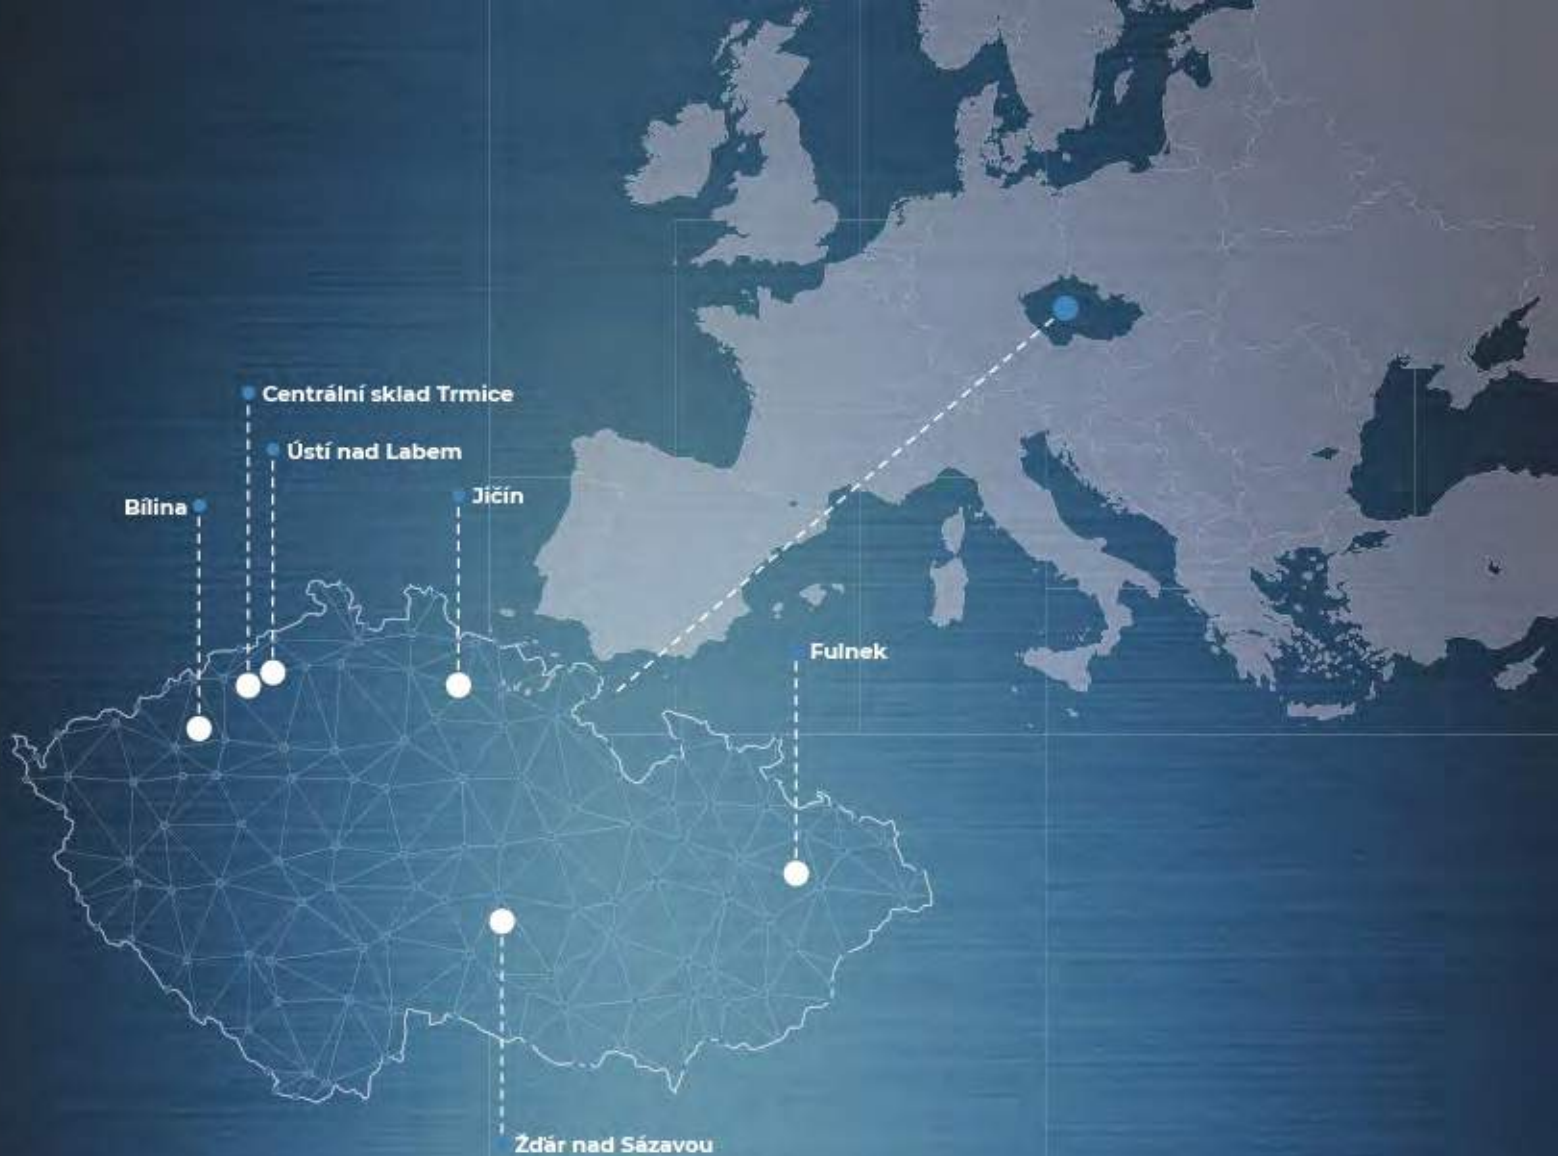 Centrální sklad Trmice
Ústí nad Labem
Jičín
Bílina
Fulnek
Žďár nad Sázavou